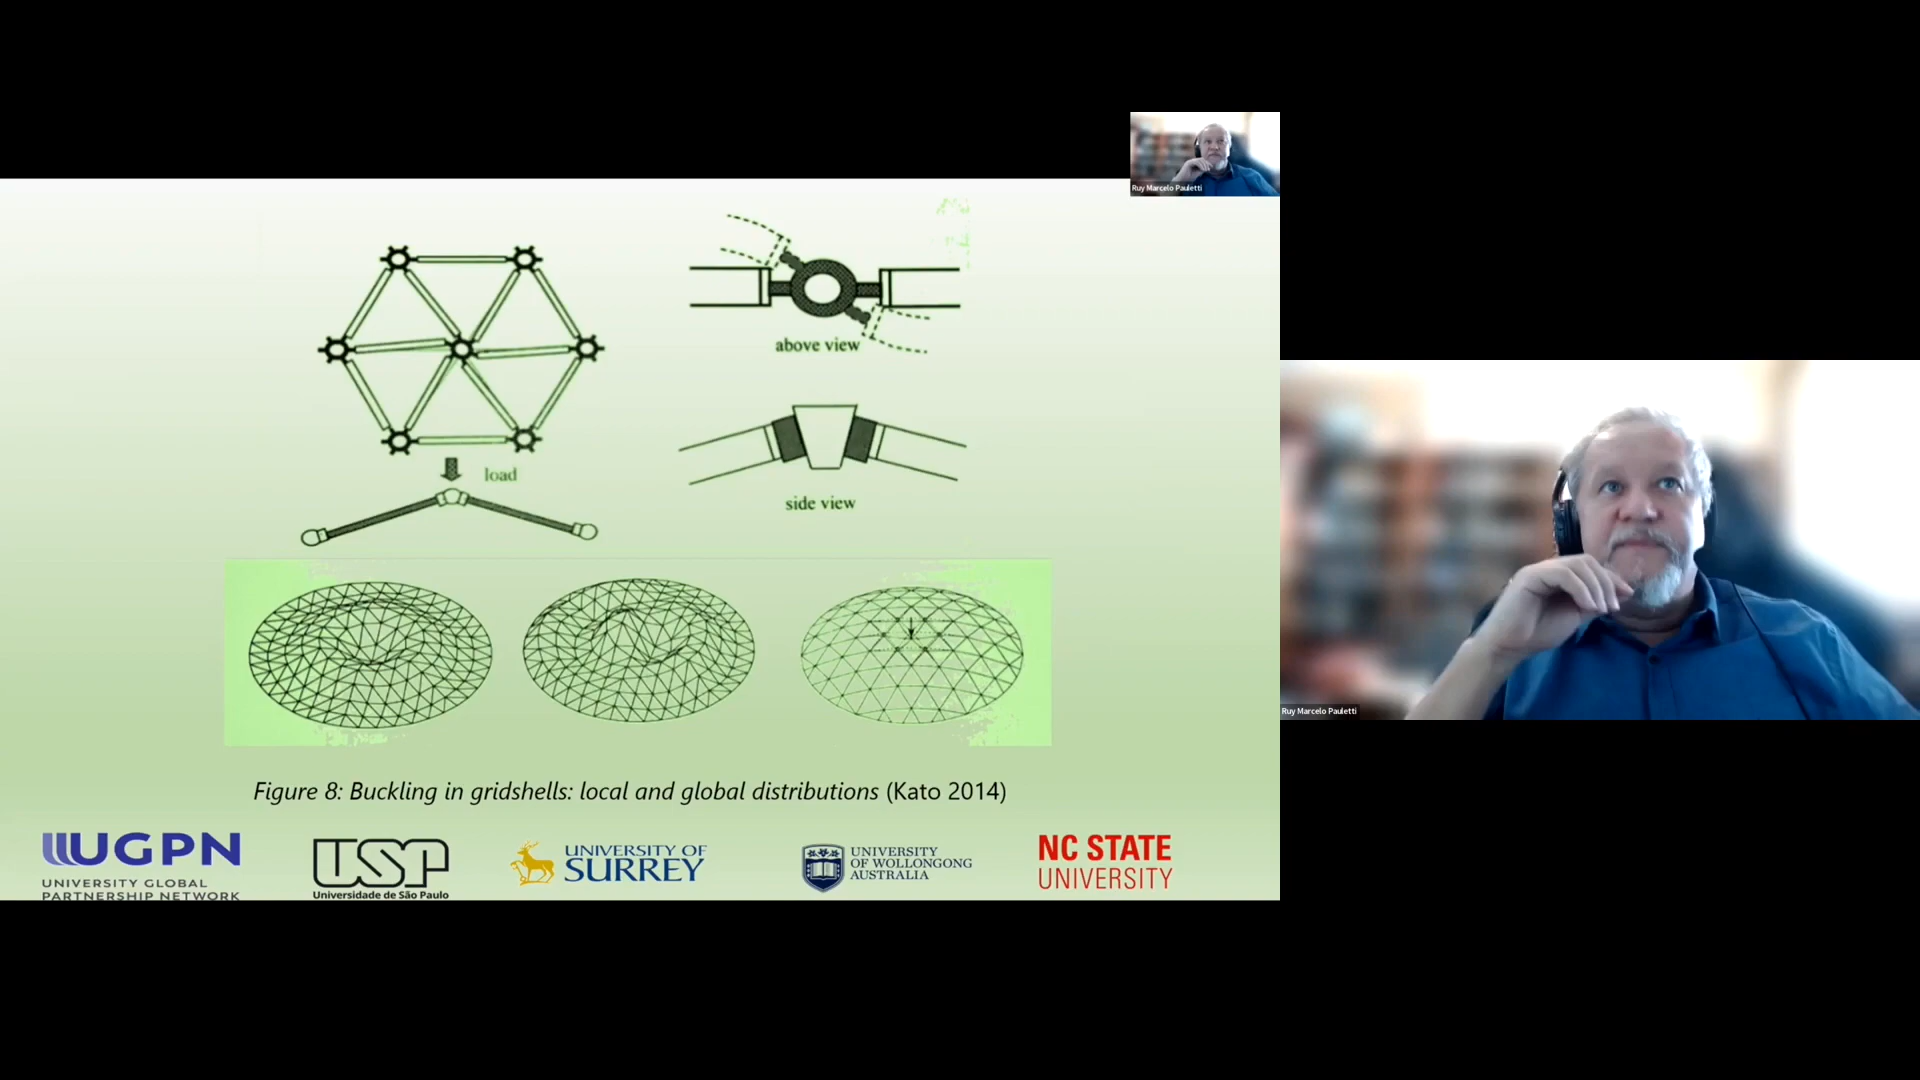 Ruy Marcelo Pauletti
above view
load
side view
Figure 8: Buckling in gridshells: local and global distributions (Kato 2014)
UGPN
UNIVERSITY GLOBAL
PARTNERSHIP NETWORK
USP
Universidade de São Paulo
UNIVERSITY OF
SURREY
UNIVERSITY
OF WOLLONGONG
AUSTRALIA
NC STATE
UNIVERSITY
Ruy Marcelo Pauletti